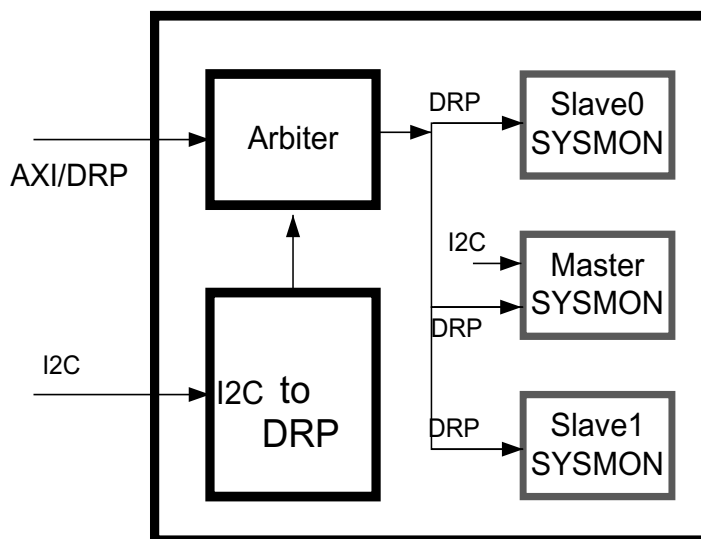 Arbiter
AXI/DRP
DRP
Slave0
SYSMON
I2C
Master
SYSMON
DRP
I2C
I2C to
DRP
DRP
Slave1
SYSMON